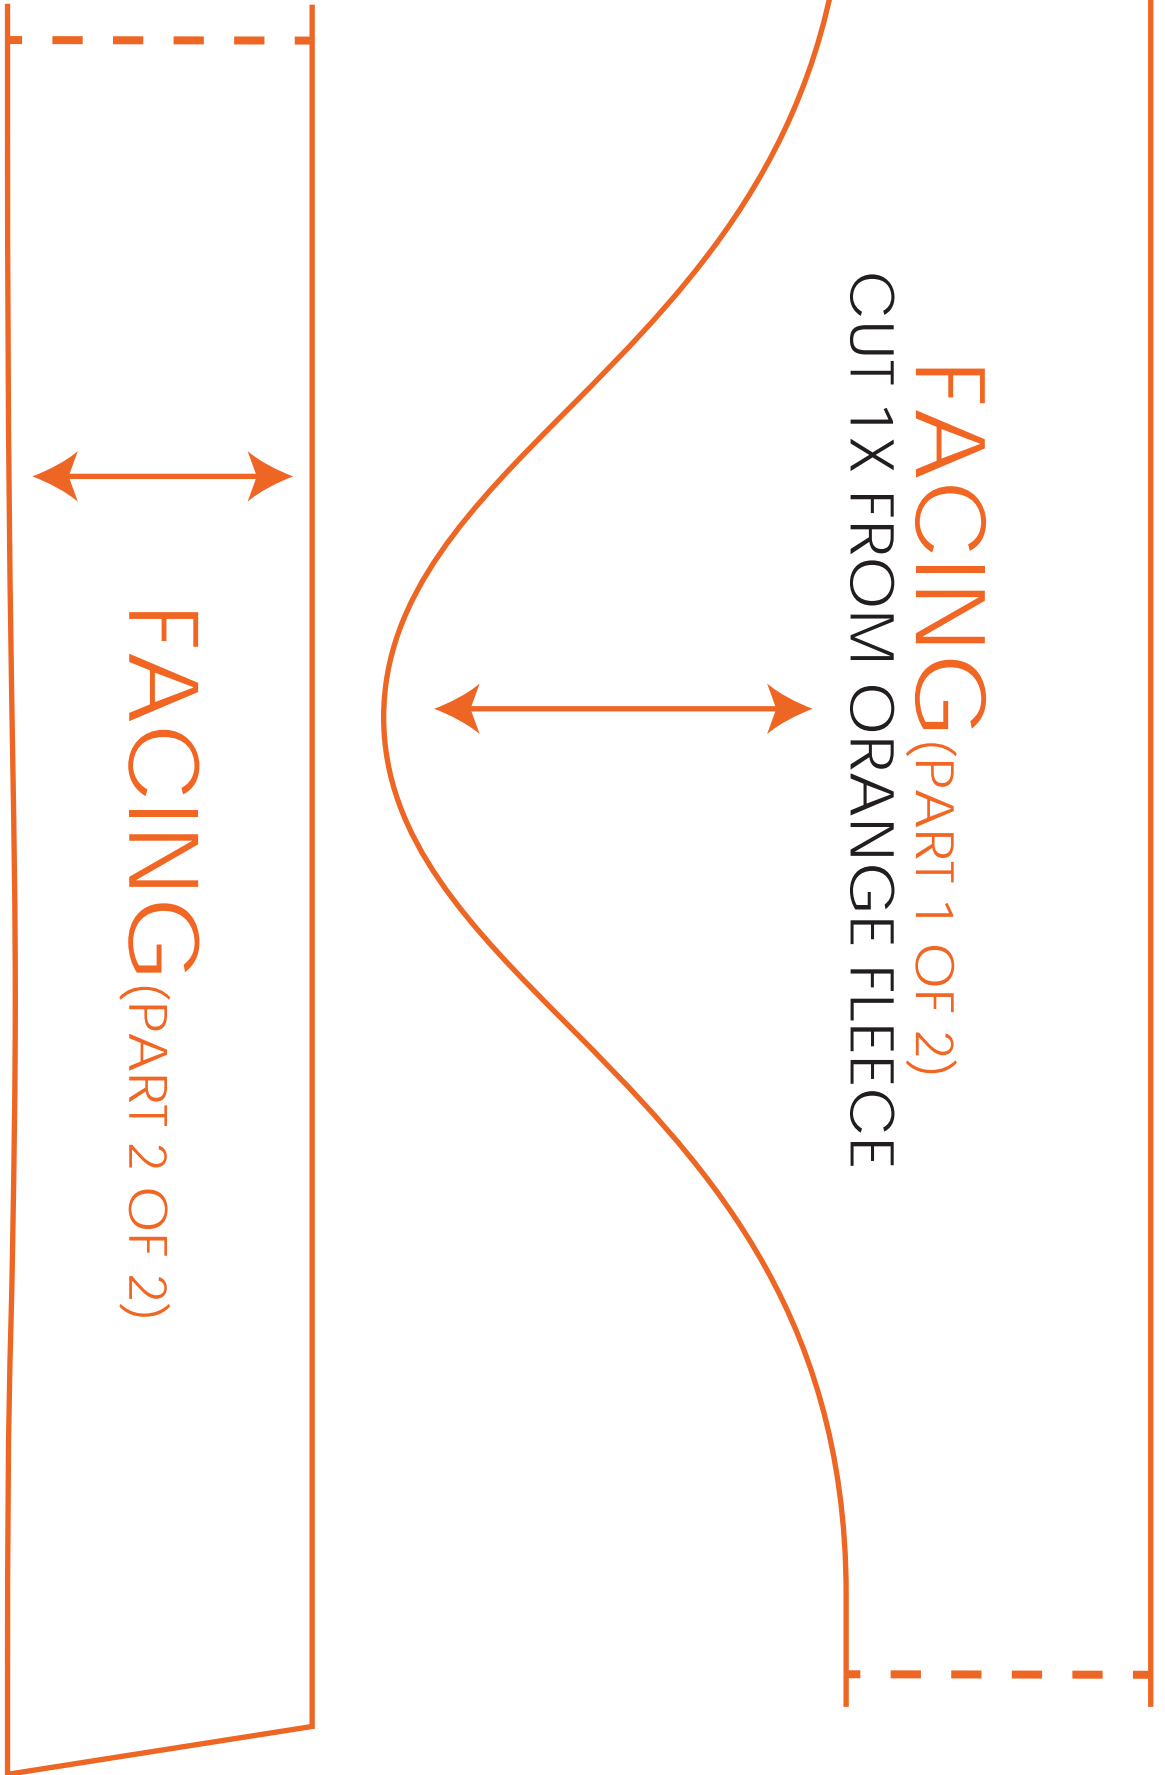 FACING (PART 1 OF 2)
CUT 1X FROM ORANGE FLEECE
FACING (PART 2 OF 2)